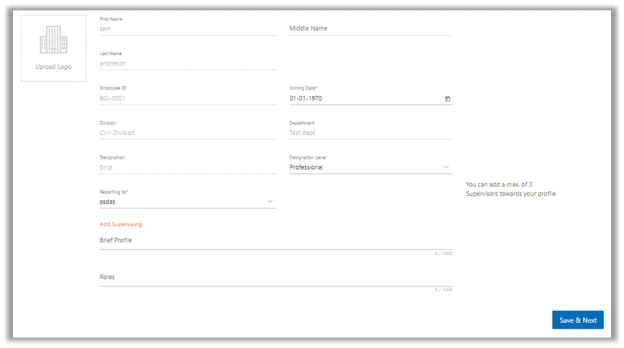 First Name
sam
Middle Name
Upload Logo
Last Name
andreson
Employee ID
BGI-0001
Joining Date*
01-01-1970
Division
Civil Division
Department
Test dept
Designation
Emp
Designation Level
Professional
You can add a max. of 3
Supervisors towards your profile
Reporting to*
asdas
Add Supervising
Brief Profile
0 / 1000
Roles
0 / 1000
Save & Next